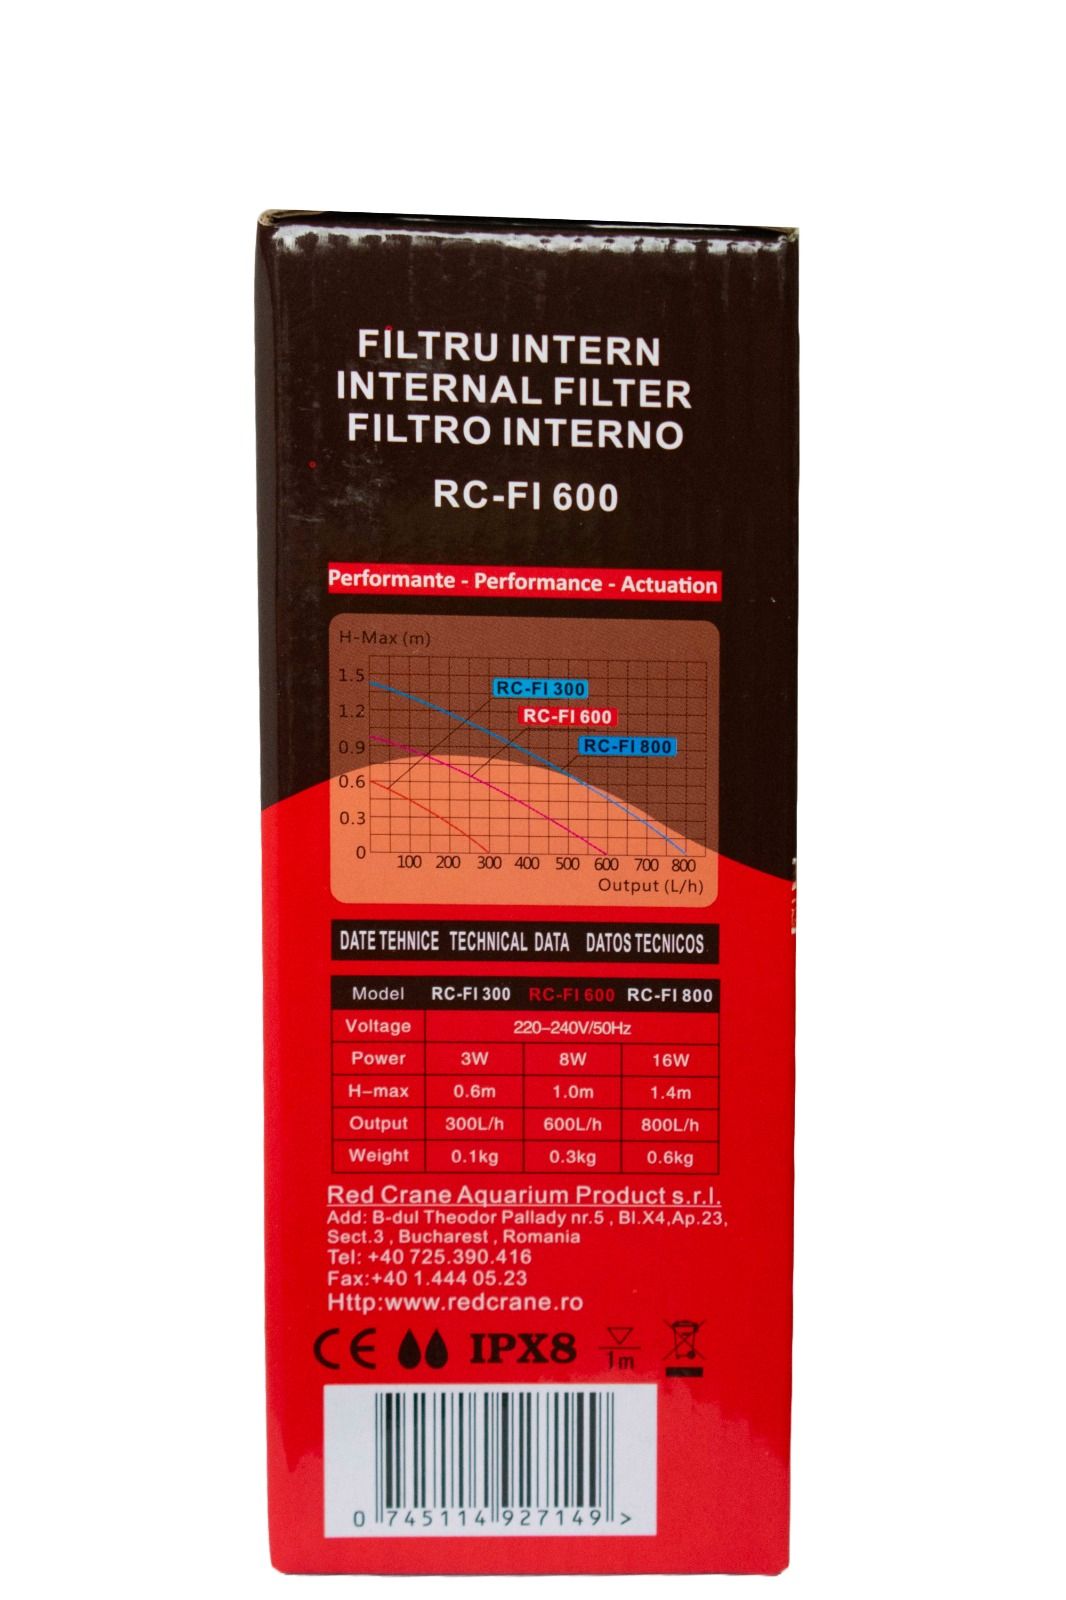 FILTRU INTERN
INTERNAL FILTER
FILTRO INTERNO
RC-FI 600
Performante - Performance - Actuation
H-Max (m)
1.5
1.2
0.9
0.6
0.3
0
RC-FI 300
RC-FI 600
RC-FI 800
100 200 300 400 500 600 700 800
Output (L/h)
DATE TEHNICE TECHNICAL DATA DATOS TECNICOS
Model RC-FI 300 RC-FI 600 RC-FI 800
Voltage 220-240V/50Hz
Power 3W 8W 16W
H-max 0.6m 1.0m 1.4m
Output 300L/h 600L/h 800L/h
Weight 0.1kg 0.3kg 0.6kg
Red Crane Aquarium Product s.r.l.
Add: B-dul Theodor Pallady nr.5 , Bl.X4,Ap.23,
Sect.3 , Bucharest , Romania
Tel: +40 725.390.416
Fax:+40 1.444 05.23
Http:www.redcrane.ro
CE IPX8 1m
0 745114 927149 >